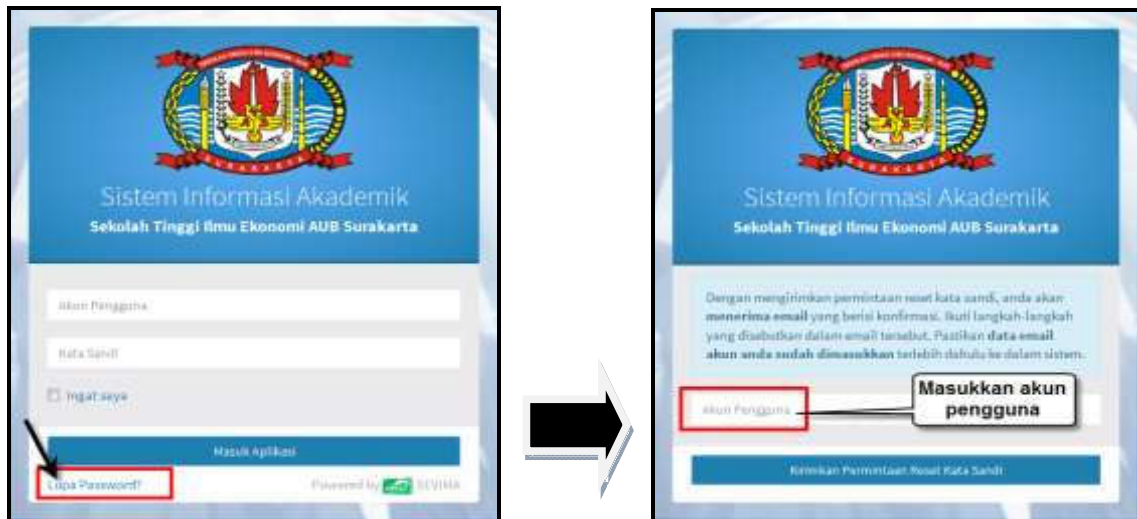 Sistem Informasi Akademik
Sekolah Tinggi Ilmu Ekonomi AUB Surakarta
Akun Pengguna
Kata Sandi
Ingat saya
Masuk Aplikasi
Lupa Password?
Powered by SEVIMA
SURAKARTA
Sistem Informasi Akademik
Sekolah Tinggi Ilmu Ekonomi AUB Surakarta
Dengan mengirimkan permintaan reset kata sandi, anda akan
menerima email yang berisi konfirmasi. Ikuti langkah-langkah
yang disebutkan dalam email tersebut. Pastikan data email
akun anda sudah dimasukkan terlebih dahulu ke dalam sistem.
Akun Pengguna
Masukkan akun
pengguna
Kirimkan Permintaan Reset Kata Sandi